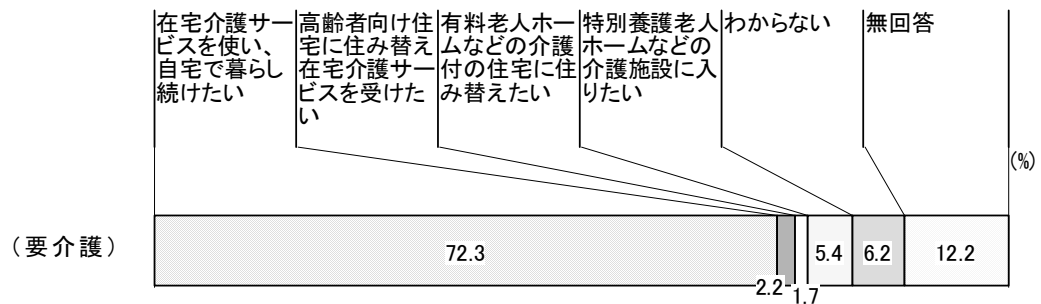 在宅介護サー
ビスを使い、
自宅で暮らし
続けたい
高齢者向け住
宅に住み替え
在宅介護サー
ビスを受けた
い
有料老人ホー
ムなどの介護
付の住宅に住
み替えたい
特別養護老人
ホームなどの
介護施設に入
りたい
わからない
無回答
(%)
(要介護)
72.3
2.2
1.7
5.4
6.2
12.2